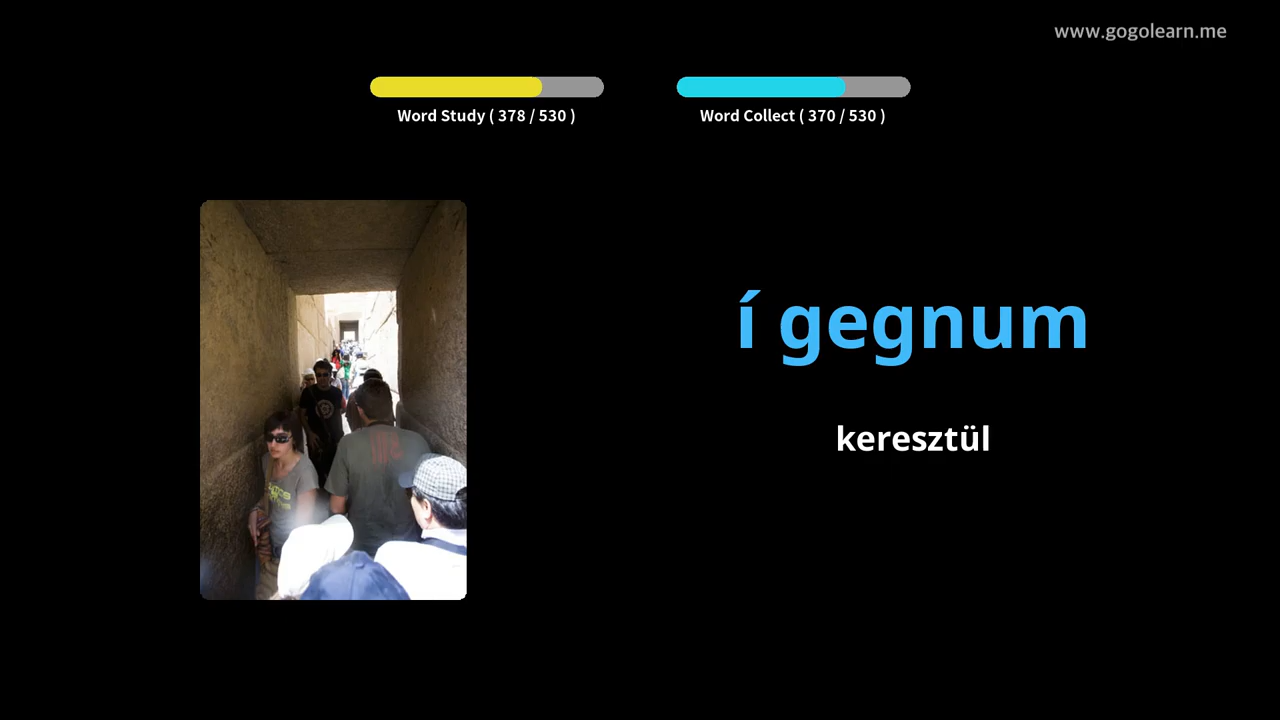 www.gogolearn.me
Word Study ( 378 / 530 )
Word Collect ( 370 / 530 )
í gegnum
keresztül